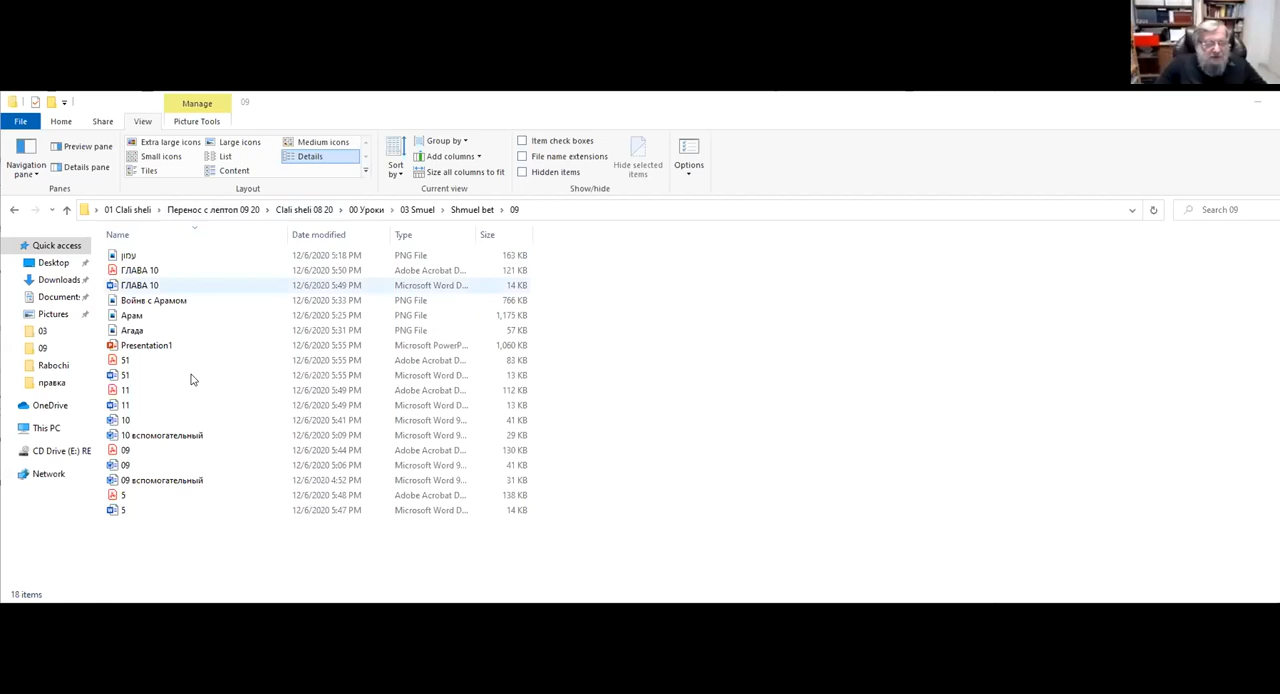 Manage 09
File Home Share View Picture Tools
Extra large icons Large icons Medium icons
Small icons List Details
Tiles Content
Navigation pane
Preview pane
Details pane
Sort by
Group by
Add columns
Size all columns to fit
Item check boxes
File name extensions
Hidden items
Hide selected items
Options
Panes Layout Current view Show/hide
01 Clali sheli > Перенос с лептоп 09 20 > Clali sheli 08 20 > 00 Уроки > 03 Smuel > Shmuel bet > 09
Search 09
Quick access
Desktop
Downloads
Document:
Pictures
03
09
Rabochi
правка
OneDrive
This PC
CD Drive (E:) RE
Network
Name Date modified Type Size
עמון 12/6/2020 5:18 PM PNG File 163 KB
ГЛАВА 10 12/6/2020 5:50 PM Adobe Acrobat D... 121 KB
ГЛАВА 10 12/6/2020 5:49 PM Microsoft Word D... 14 KB
Войнв с Арамом 12/6/2020 5:33 PM PNG File 766 KB
Арам 12/6/2020 5:25 PM PNG File 1,175 KB
Агада 12/6/2020 5:31 PM PNG File 57 KB
Presentation1 12/6/2020 5:55 PM Microsoft PowerP... 1,060 KB
51 12/6/2020 5:55 PM Adobe Acrobat D... 83 KB
51 12/6/2020 5:55 PM Microsoft Word D... 13 KB
11 12/6/2020 5:49 PM Adobe Acrobat D... 112 KB
11 12/6/2020 5:49 PM Microsoft Word D... 13 KB
10 12/6/2020 5:41 PM Microsoft Word 9... 41 KB
10 вспомогательный 12/6/2020 5:09 PM Microsoft Word 9... 29 KB
09 12/6/2020 5:44 PM Adobe Acrobat D... 130 KB
09 12/6/2020 5:06 PM Microsoft Word 9... 41 KB
09 вспомогательный 12/6/2020 4:52 PM Microsoft Word 9... 31 KB
5 12/6/2020 5:48 PM Adobe Acrobat D... 138 KB
5 12/6/2020 5:47 PM Microsoft Word D... 14 KB
18 items